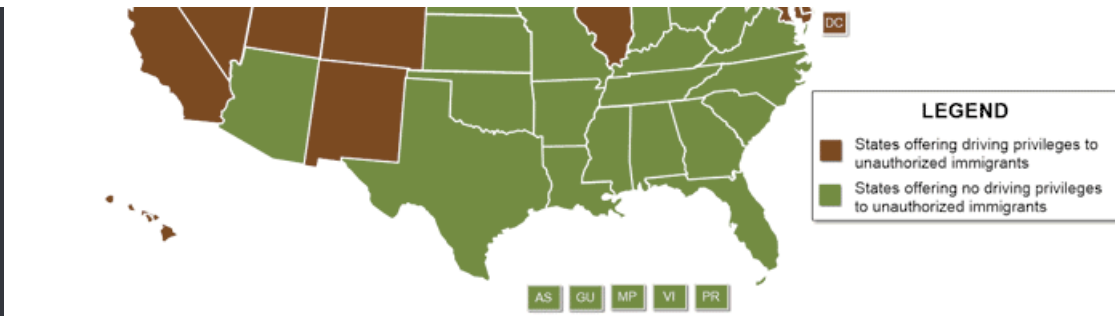 DC
LEGEND
States offering driving privileges to
unauthorized immigrants
States offering no driving privileges
to unauthorized immigrants
AS GU MP VI PR